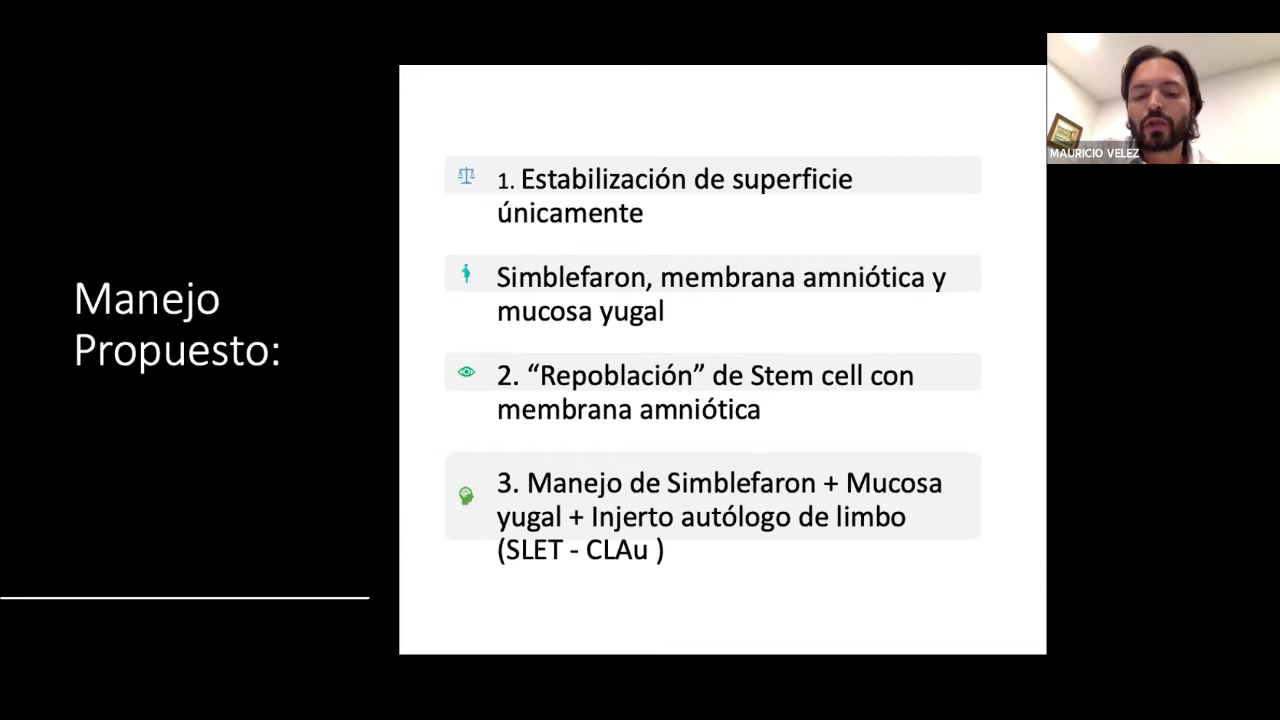 Manejo
Propuesto:
1. Estabilización de superficie
únicamente
Simblefaron, membrana amniótica y
mucosa yugal
2. “Repoblación” de Stem cell con
membrana amniótica
3. Manejo de Simblefaron + Mucosa
yugal + Injerto autólogo de limbo
(SLET - CLAu )
MAURICIO VELEZ